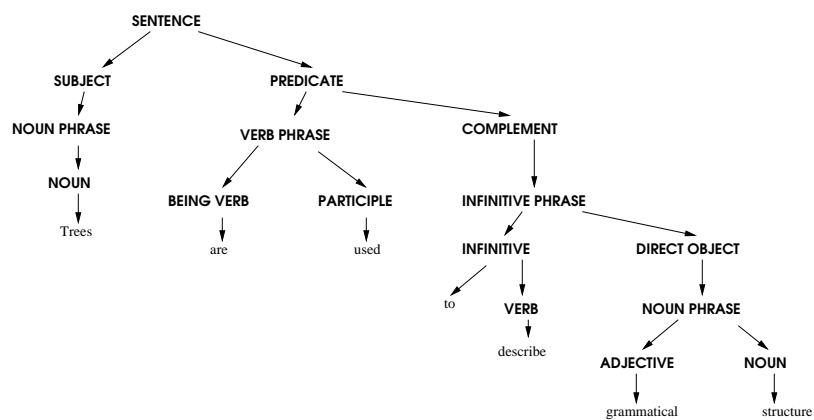 SENTENCE
SUBJECT PREDICATE
NOUN PHRASE VERB PHRASE COMPLEMENT
NOUN BEING VERB PARTICIPLE INFINITIVE PHRASE
Trees are used INFINITIVE DIRECT OBJECT
to VERB NOUN PHRASE
describe ADJECTIVE NOUN
grammatical structure